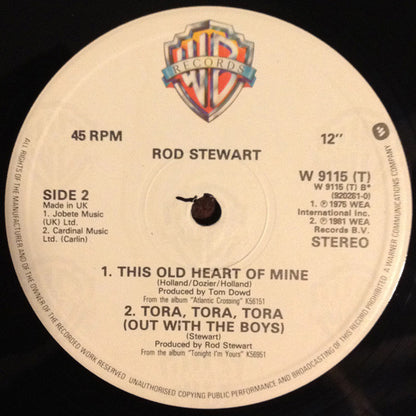 WB
RECORDS
45 RPM
12"
ROD STEWART
SIDE 2
Made in UK
1. Jobete Music
(UK) Ltd.
2. Cardinal Music
Ltd. (Carlin)
W 9115 (T)
W 9115 (T) B*
(920281-0)
1. ℗ 1975 WEA
International Inc.
2. ℗ 1981 WEA
Records B.V.
STEREO
1. THIS OLD HEART OF MINE
(Holland/Dozier/Holland)
Produced by Tom Dowd
From the album "Atlantic Crossing" K56151
2. TORA, TORA, TORA
(OUT WITH THE BOYS)
(Stewart)
Produced by Rod Stewart
From the album "Tonight I'm Yours" K56951
ALL RIGHTS OF THE MANUFACTURER AND OF THE OWNER OF THE RECORDED WORK RESERVED. UNAUTHORISED COPYING PUBLIC PERFORMANCE AND BROADCASTING OF THIS RECORD PROHIBITED. A WARNER COMMUNICATIONS COMPANY